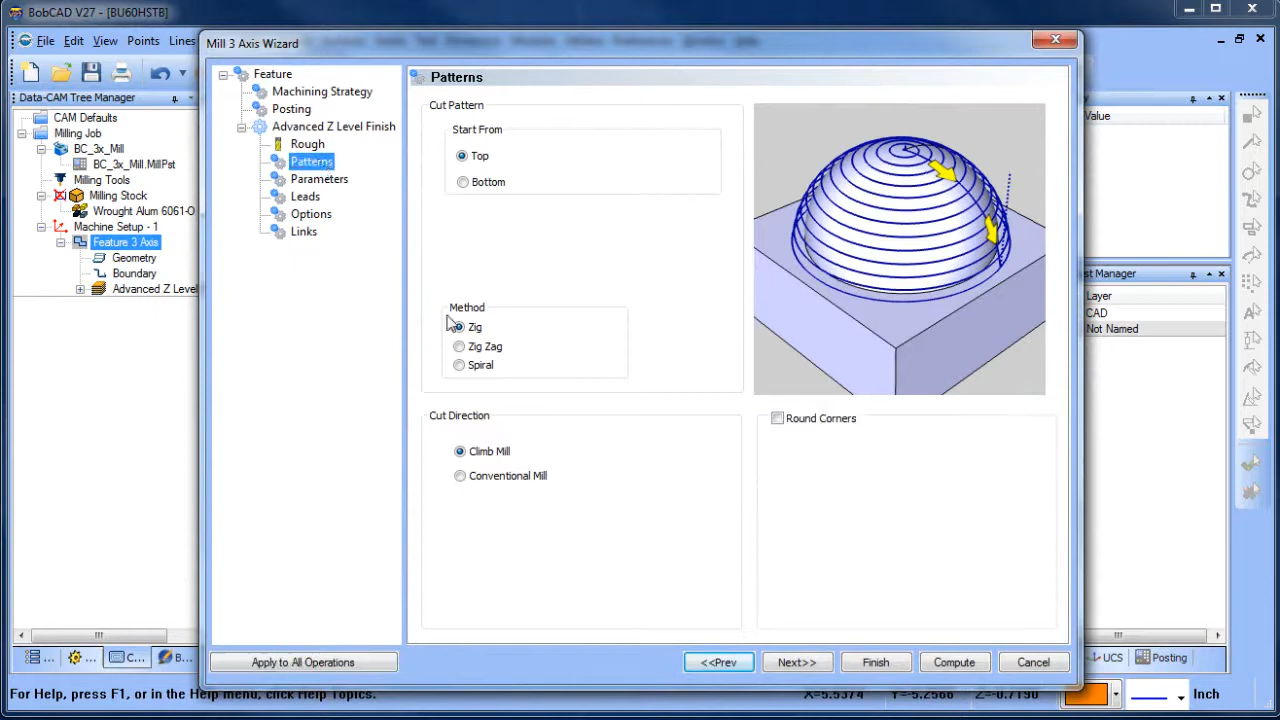 BobCAD V27 - [BU60HSTB]
File Edit View Points Lines
Data-CAM Tree Manager
CAM Defaults
Milling Job
BC_3x_Mill
BC_3x_Mill.MillPst
Milling Tools
Milling Stock
Wrought Alum 6061-O
Machine Setup - 1
Feature 3 Axis
Geometry
Boundary
Advanced Z Level
Mill 3 Axis Wizard
Feature
Machining Strategy
Posting
Advanced Z Level Finish
Rough
Patterns
Parameters
Leads
Options
Links
Patterns
Cut Pattern
Start From
Top
Bottom
Method
Zig
Zig Zag
Spiral
Cut Direction
Climb Mill
Conventional Mill
Round Corners
Apply to All Operations
<<Prev
Next>>
Finish
Compute
Cancel
Value
st Manager
Layer
CAD
Not Named
... ... C... B...
UCS Posting
For Help, press F1, or in the Help menu, click Help Topics.
X=5.5374 Y=-5.2566 Z=-0.7190
Inch